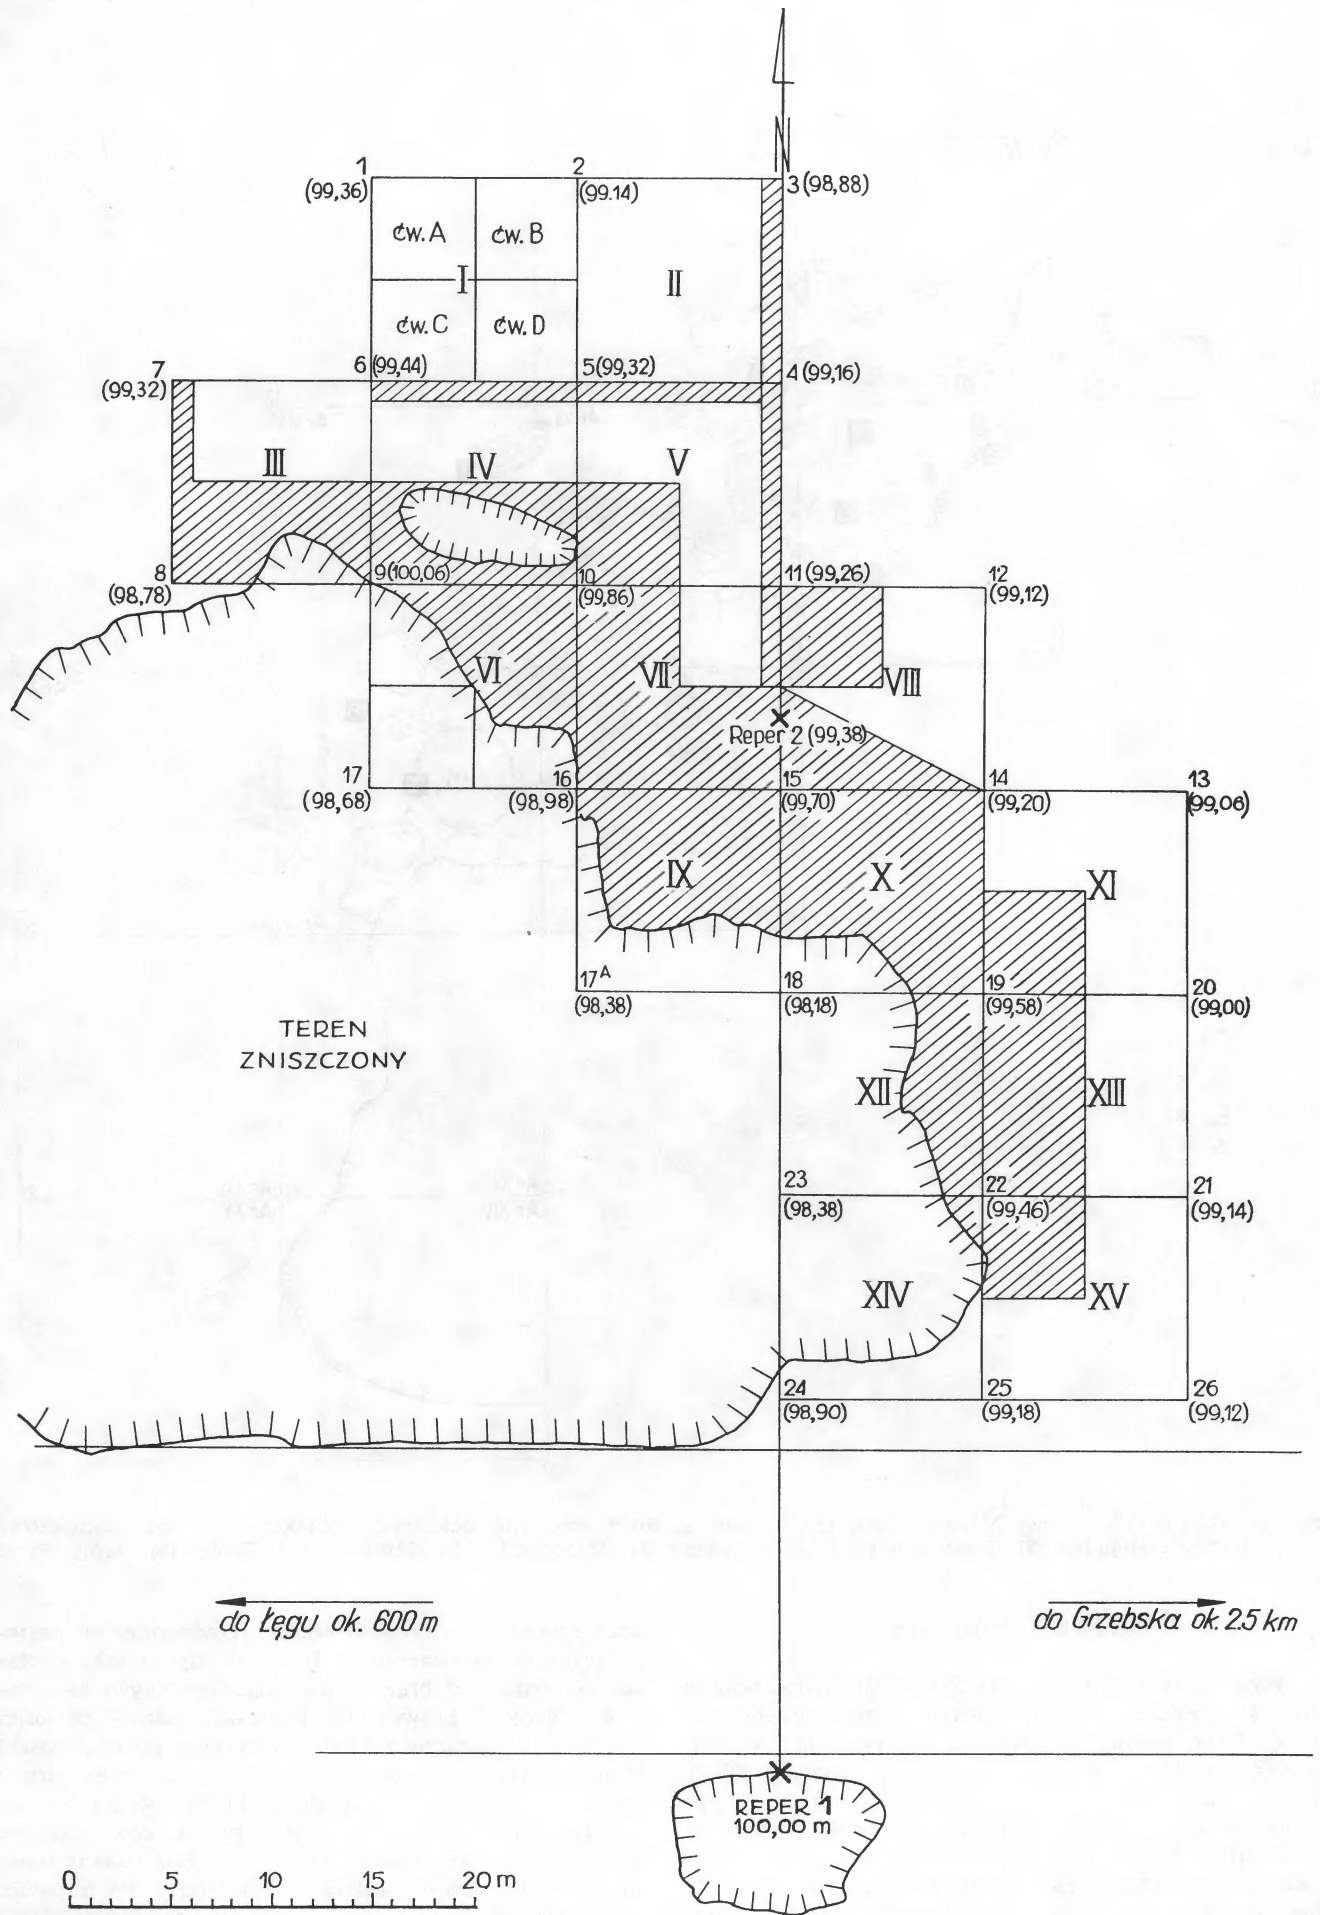 N
1
(99,36)
2
(99.14)
3 (98,88)
ćw. A
ćw. B
I
II
ćw. C
ćw. D
7
(99,32)
6 (99,44)
5 (99,32)
4 (99,16)
III
IV
V
8
(98,78)
9 (100,06)
10
(99,86)
11 (99,26)
12
(99,12)
VI
VII
VIII
Reper 2 (99,38)
17
(98,68)
16
(98,98)
15
(99,70)
14
(99,20)
13
(99,06)
IX
X
XI
17A
(98,38)
18
(98,18)
19
(99,58)
20
(99,00)
TEREN
ZNISZCZONY
XII
XIII
23
(98,38)
22
(99,46)
21
(99,14)
XIV
XV
24
(98,90)
25
(99,18)
26
(99,12)
do Łęgu ok. 600 m
do Grzebska ok. 2.5 km
REPER 1
100,00 m
0 5 10 15 20 m